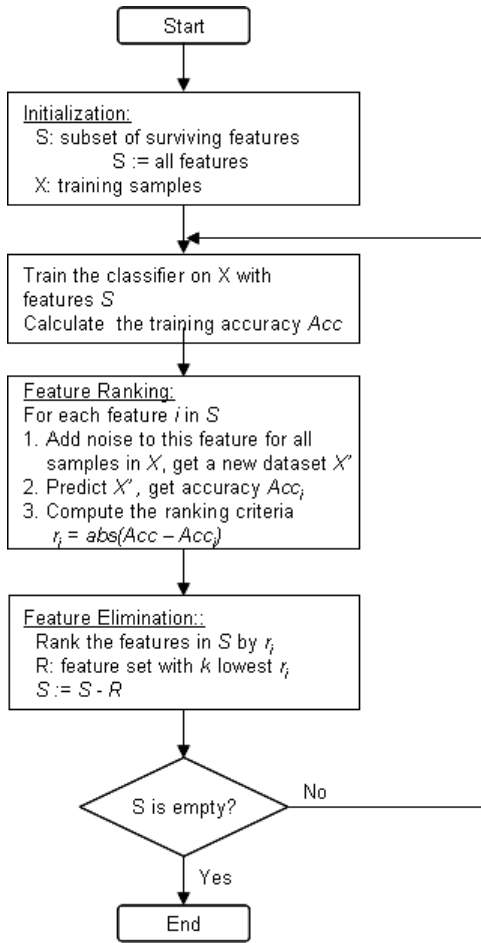 Start
Initialization:
S: subset of surviving features
S := all features
X: training samples
Train the classifier on X with
features S
Calculate the training accuracy Acc
Feature Ranking:
For each feature i in S
1. Add noise to this feature for all
samples in X, get a new dataset X'
2. Predict X', get accuracy Acci
3. Compute the ranking criteria
ri = abs(Acc – Acci)
Feature Elimination::
Rank the features in S by ri
R: feature set with k lowest ri
S := S - R
S is empty?
No
Yes
End